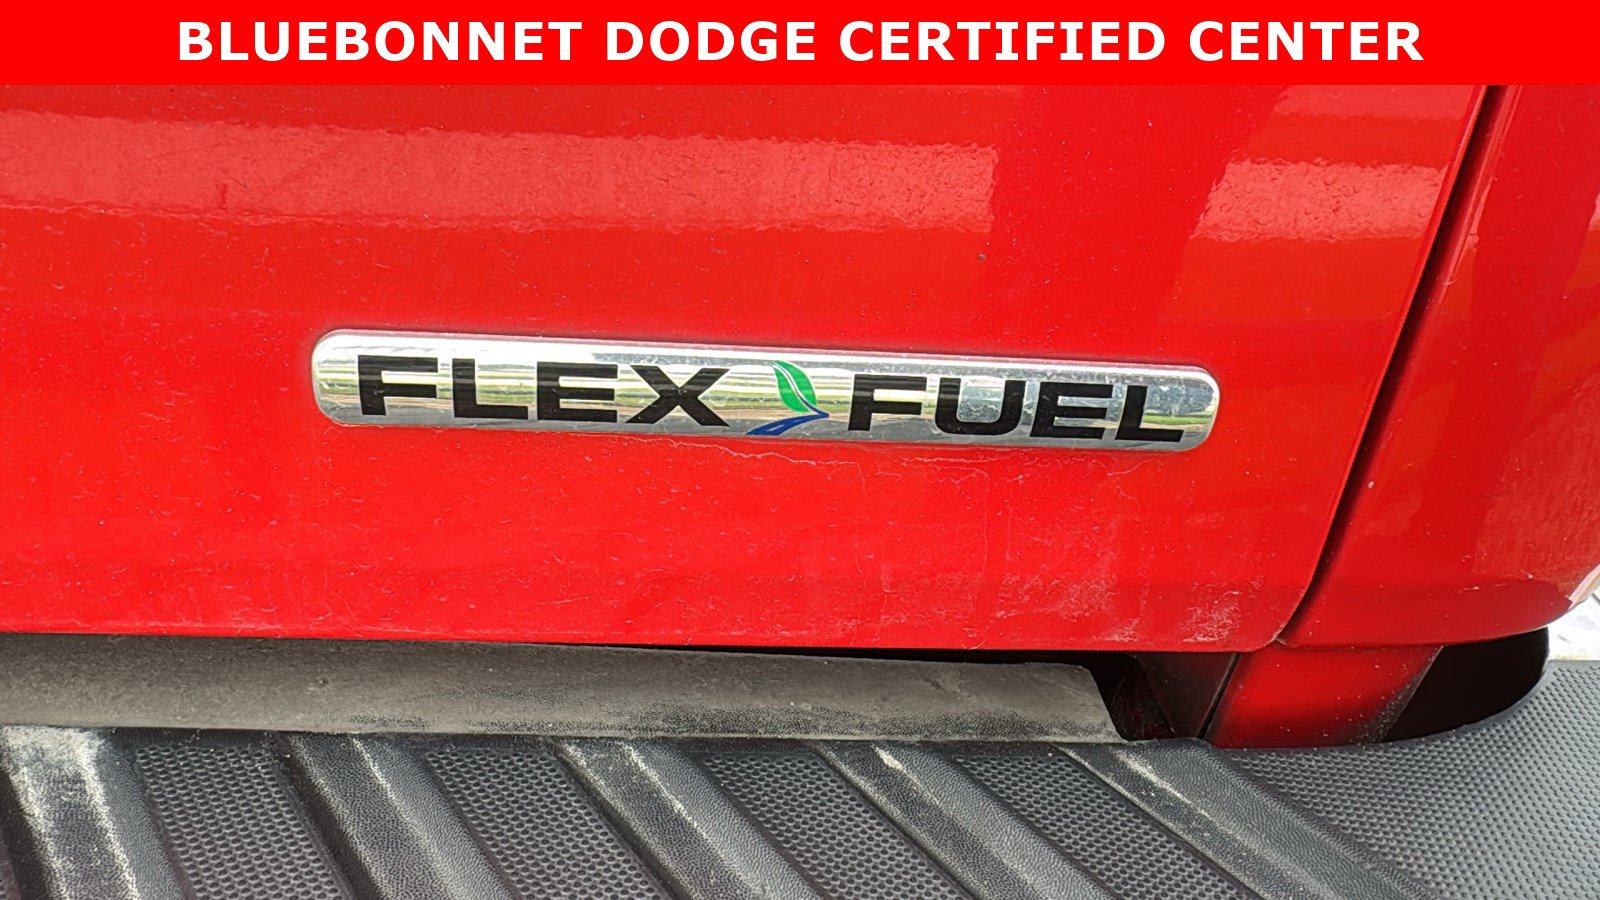 BLUEBONNET DODGE CERTIFIED CENTER
FLEX FUEL